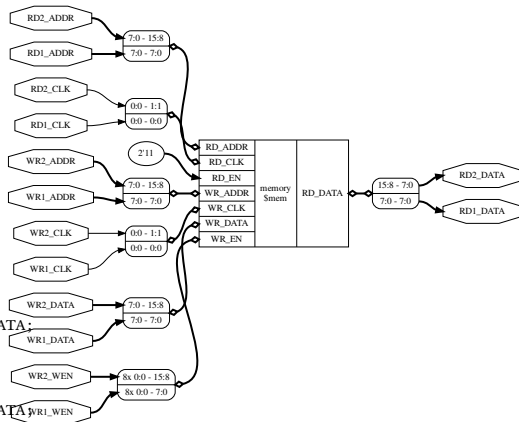 RD2_ADDR
RD1_ADDR
7:0 - 15:8
7:0 - 7:0
RD2_CLK
RD1_CLK
0:0 - 1:1
0:0 - 0:0
2'11
WR2_ADDR
WR1_ADDR
7:0 - 15:8
7:0 - 7:0
WR2_CLK
WR1_CLK
0:0 - 1:1
0:0 - 0:0
WR2_DATA
WR1_DATA
7:0 - 15:8
7:0 - 7:0
ATA;
WR2_WEN
WR1_WEN
8x 0:0 - 15:8
8x 0:0 - 7:0
ATA;
RD_ADDR
RD_CLK
RD_EN
WR_ADDR
WR_CLK
WR_DATA
WR_EN
memory
$mem
RD_DATA
15:8 - 7:0
7:0 - 7:0
RD2_DATA
RD1_DATA